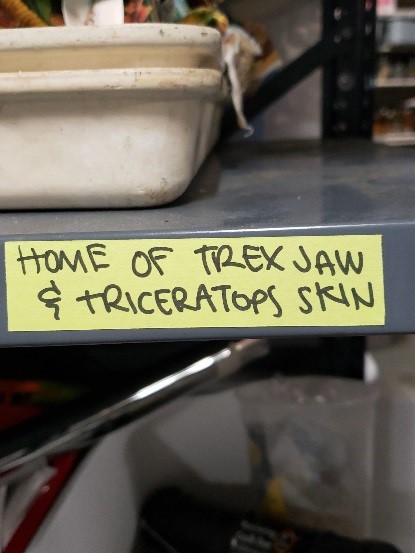 HOME OF TREX JAW
& TRICERATOPS SKIN